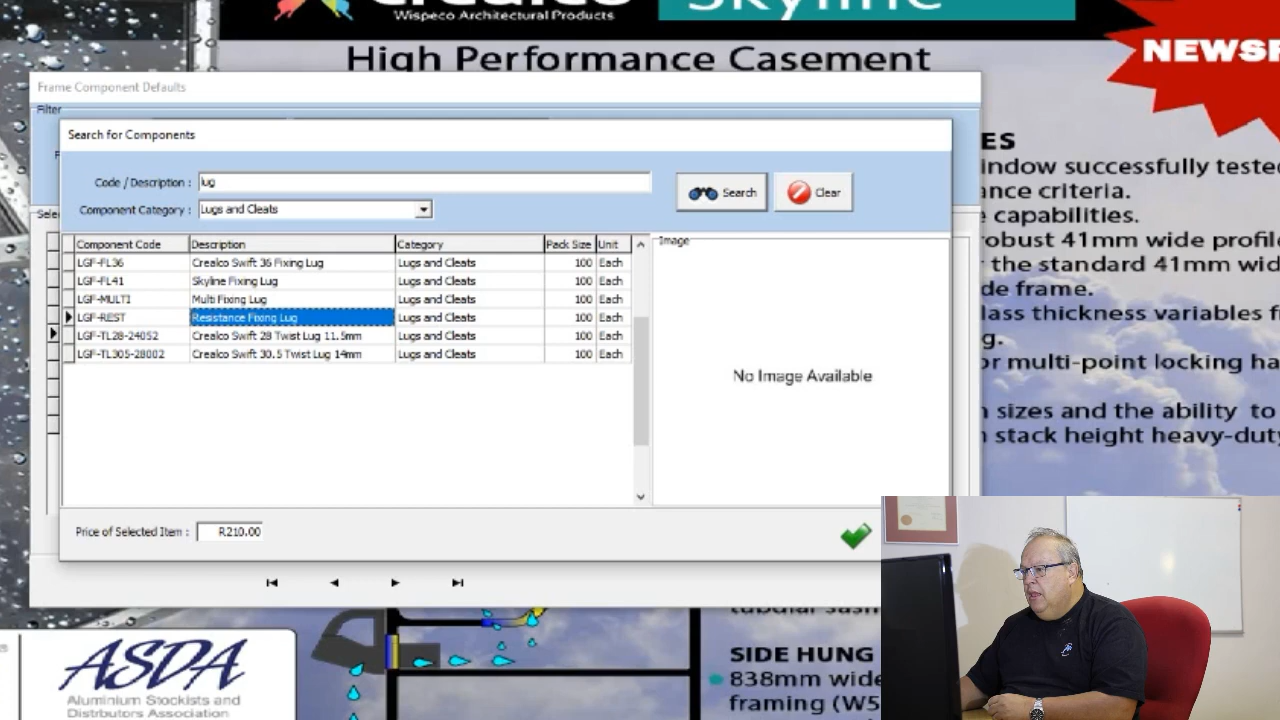 Wispeco Architectural Products
Skyline
High Performance Casement
NEWS
Frame Component Defaults
Filter
Search for Components
Code / Description : lug
Search
Clear
Component Category : Lugs and Cleats
Component Code Description Category Pack Size Unit
Image
LGF-FL36 Crealco Swift 36 Fixing Lug Lugs and Cleats 100 Each
LGF-FL41 Skyline Fixing Lug Lugs and Cleats 100 Each
LGF-MULTI Multi Fixing Lug Lugs and Cleats 100 Each
LGF-REST Resistance Fixing Lug Lugs and Cleats 100 Each
LGF-TL28-24052 Crealco Swift 28 Twist Lug 11.5mm Lugs and Cleats 100 Each
LGF-TL305-28002 Crealco Swift 30.5 Twist Lug 14mm Lugs and Cleats 100 Each
No Image Available
Price of Selected Item : R210.00
ES
indow successfully teste
ance criteria.
capabilities.
obust 41mm wide profil
the standard 41mm wid
de frame.
lass thickness variables f
g.
or multi-point locking ha
sizes and the ability to
stack height heavy-dut
tubular sash
SIDE HUNG
838mm wide
framing (W5
ASDA
Aluminium Stockists and
Distributors Association